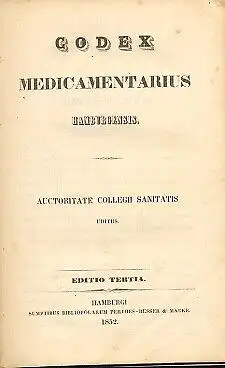 CODEX
MEDICAMENTARIUS
HAMBURGENSIS.
AUCTORITATE COLLEGII SANITATIS
EDITUS.
EDITIO TERTIA.
HAMBURGI
SUMPTIBUS BIBLIOPOLARUM PERTHES-BESSER & MAUKE.
1852.